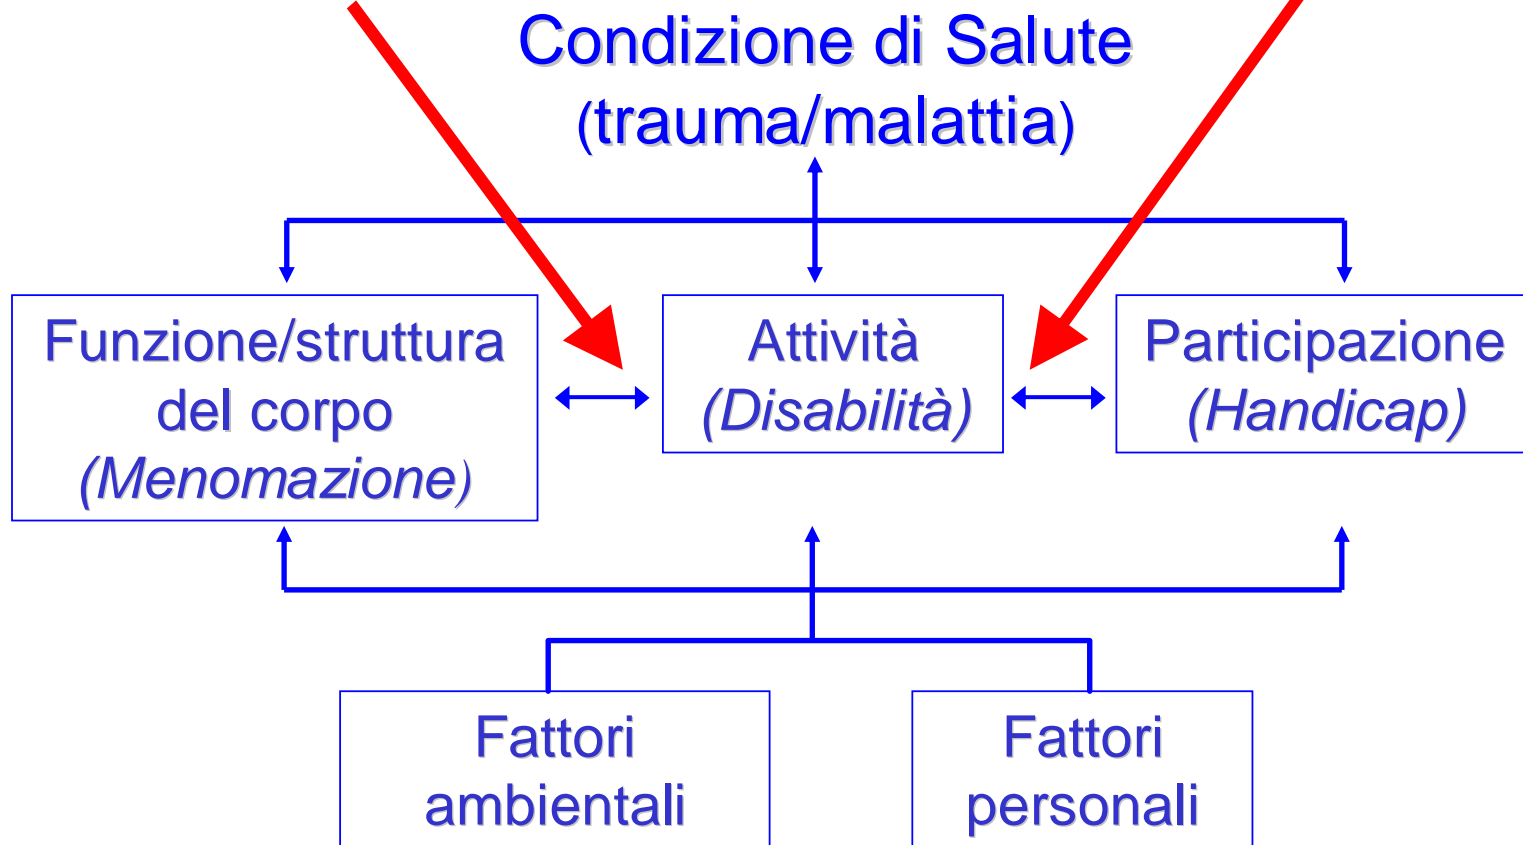 Condizione di Salute
(trauma/malattia)
Funzione/struttura
del corpo
(Menomazione)
Attività
(Disabilità)
Participazione
(Handicap)
Fattori
ambientali
Fattori
personali